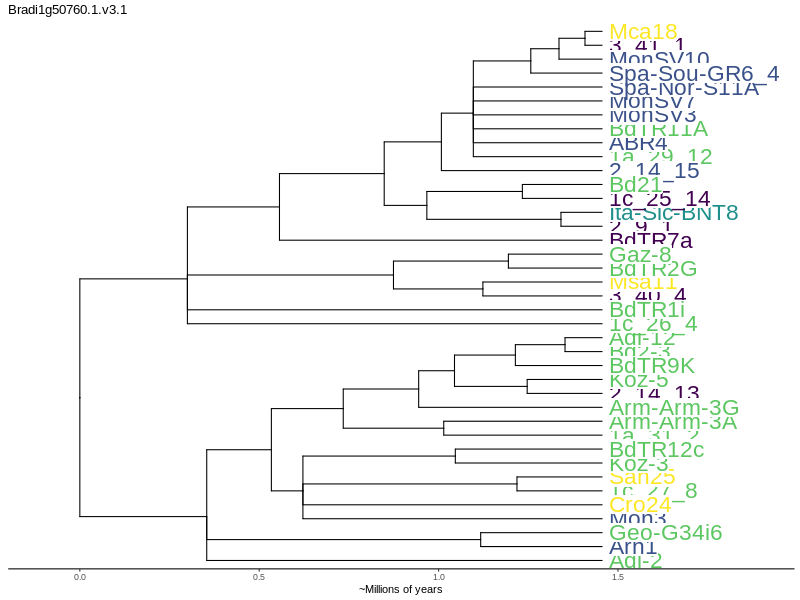 Bradi1g50760.1.v3.1
Mca18
3_41_1
MonSV10
Spa-Sou-GR6_4
Spa-Nor-S11A_
MonSV7
MonSV3
BdTR11A
ABR4
1a_29_12
2_14_15
Bd21
1c_25_14
Ita-Sic-BNT8
2_9_1
BdTR7a
Gaz-8
BdTR2G
Msa11
3_40_4
BdTR1i
1c_26_4
Adi-12
Bd2-3
BdTR9K
Koz-5
2_14_13
Arm-Arm-3G
Arm-Arm-3A
1a_31_2
BdTR12c
Koz-3
San25
1c_27_8
Cro24
Mon3
Geo-G34i6
Arn1
Adi-2
0.0 0.5 1.0 1.5
~Millions of years